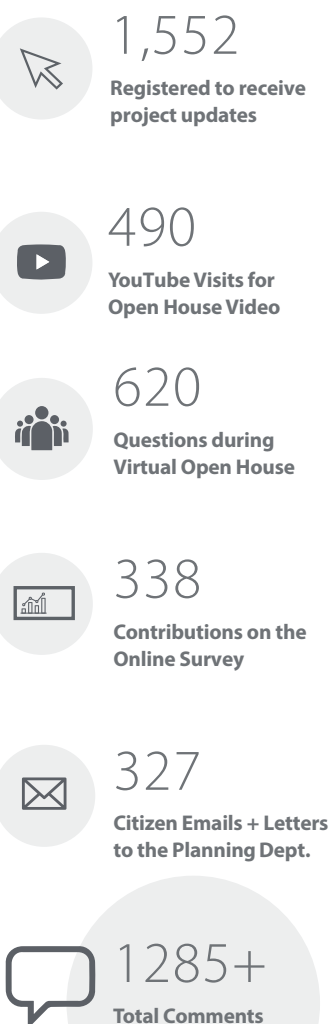 1,552
Registered to receive
project updates
490
YouTube Visits for
Open House Video
620
Questions during
Virtual Open House
338
Contributions on the
Online Survey
327
Citizen Emails + Letters
to the Planning Dept.
1285+
Total Comments